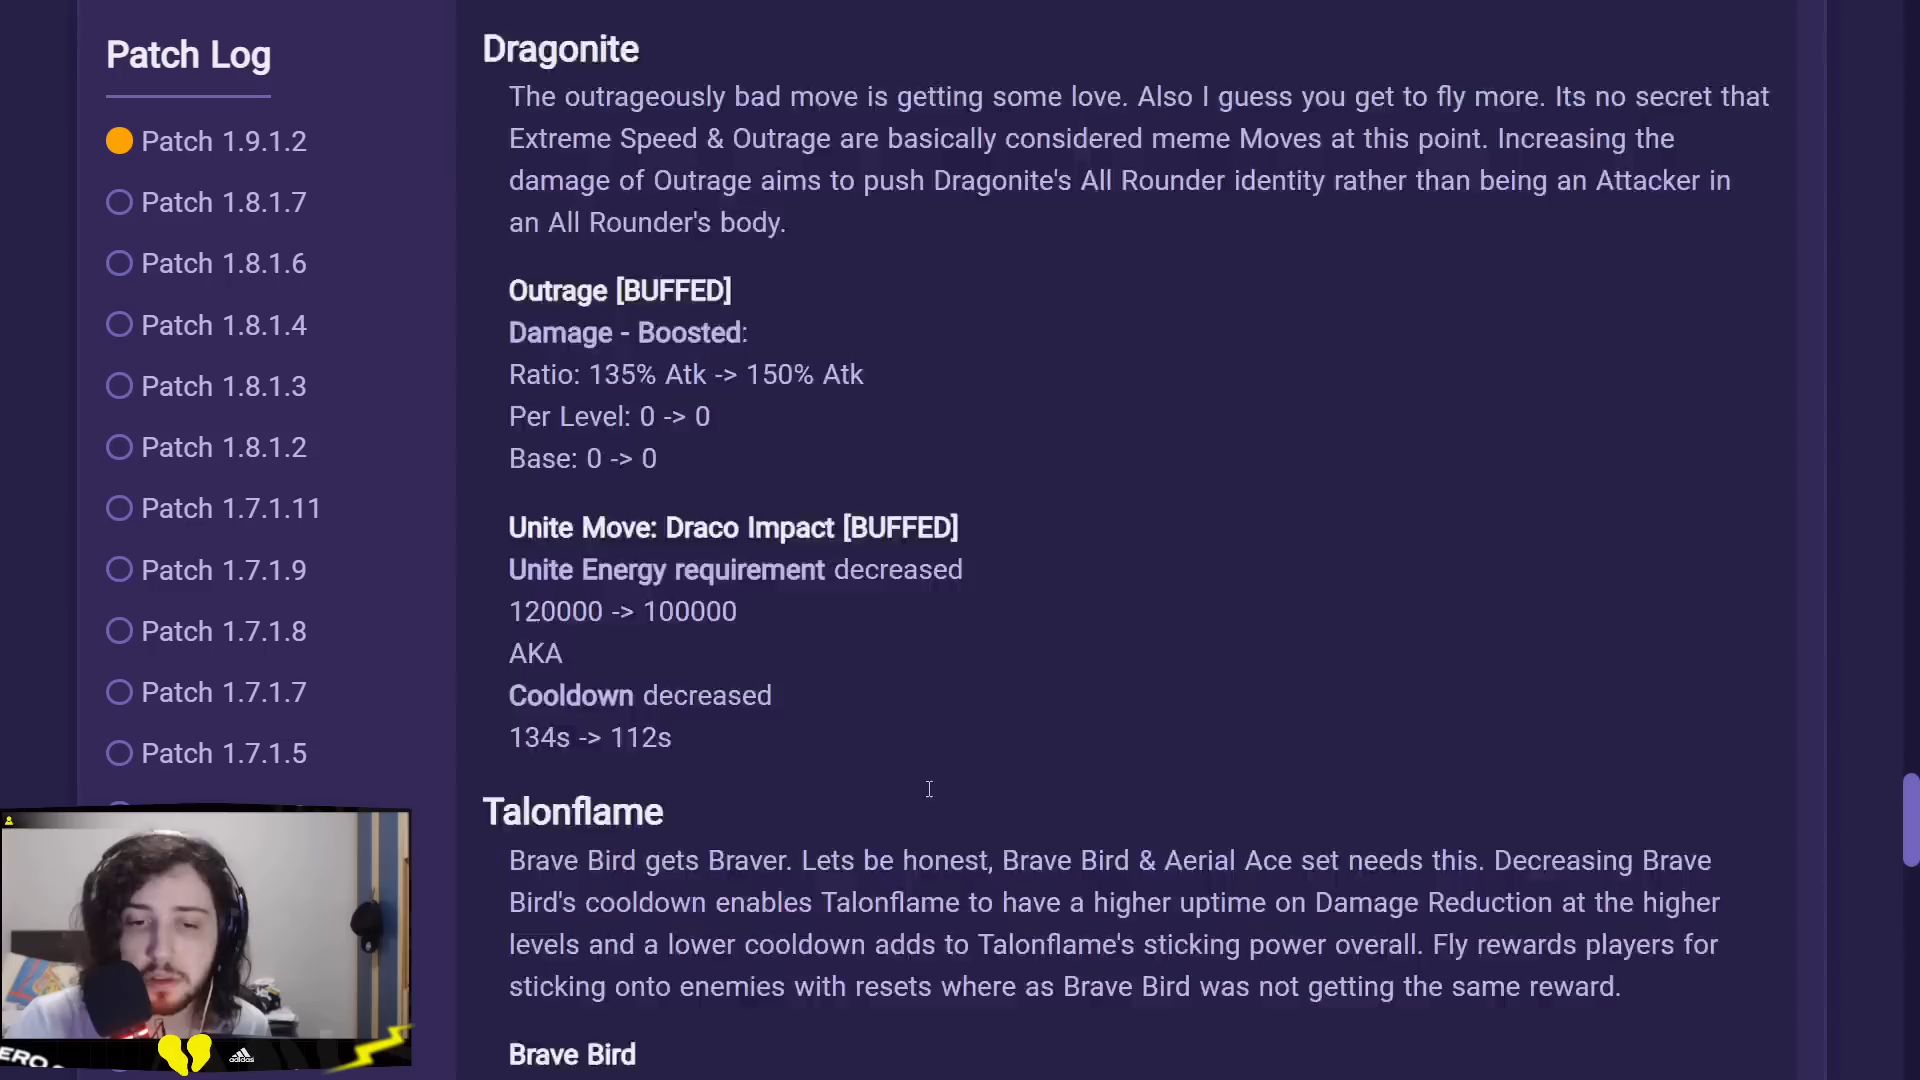 Patch Log
Patch 1.9.1.2
Patch 1.8.1.7
Patch 1.8.1.6
Patch 1.8.1.4
Patch 1.8.1.3
Patch 1.8.1.2
Patch 1.7.1.11
Patch 1.7.1.9
Patch 1.7.1.8
Patch 1.7.1.7
Patch 1.7.1.5
Dragonite
The outrageously bad move is getting some love. Also I guess you get to fly more. Its no secret that
Extreme Speed & Outrage are basically considered meme Moves at this point. Increasing the
damage of Outrage aims to push Dragonite's All Rounder identity rather than being an Attacker in
an All Rounder's body.
Outrage [BUFFED]
Damage - Boosted:
Ratio: 135% Atk -> 150% Atk
Per Level: 0 -> 0
Base: 0 -> 0
Unite Move: Draco Impact [BUFFED]
Unite Energy requirement decreased
120000 -> 100000
AKA
Cooldown decreased
134s -> 112s
Talonflame
Brave Bird gets Braver. Lets be honest, Brave Bird & Aerial Ace set needs this. Decreasing Brave
Bird's cooldown enables Talonflame to have a higher uptime on Damage Reduction at the higher
levels and a lower cooldown adds to Talonflame's sticking power overall. Fly rewards players for
sticking onto enemies with resets where as Brave Bird was not getting the same reward.
Brave Bird
adidas